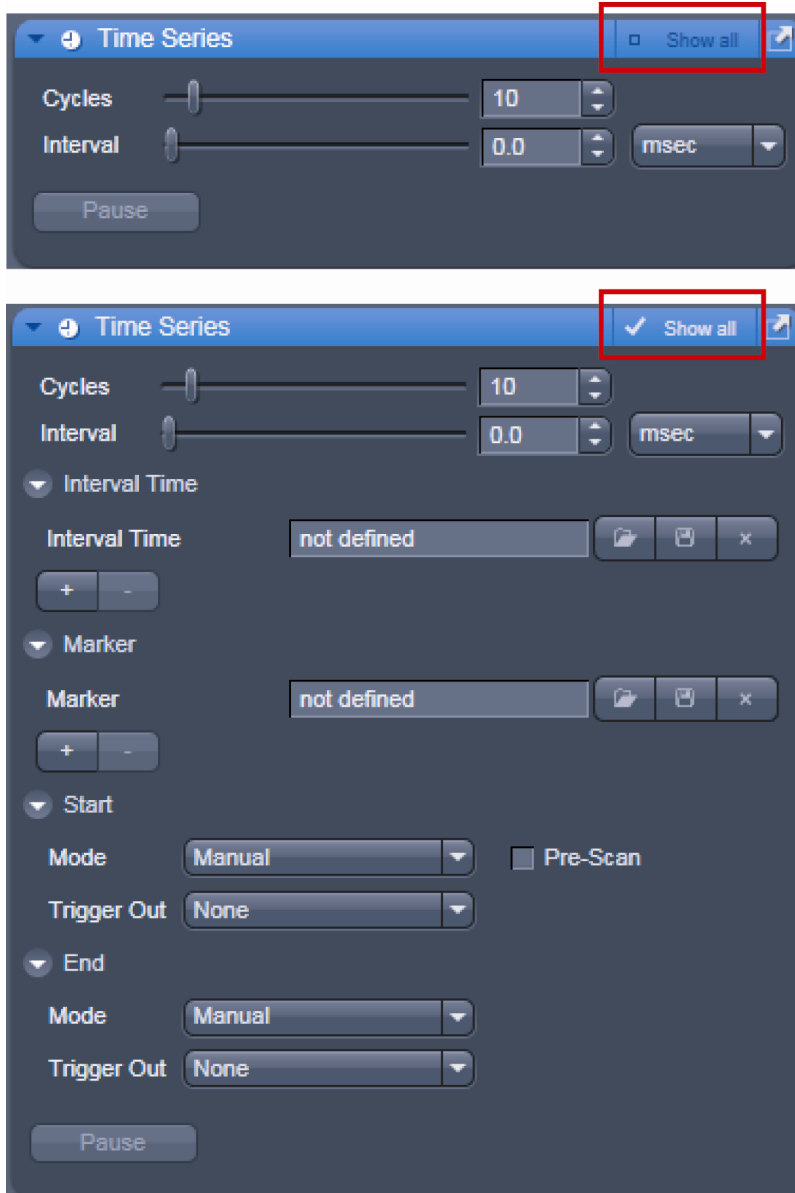 Time Series Show all
Cycles 10
Interval 0.0 msec
Pause
Time Series Show all
Cycles 10
Interval 0.0 msec
Interval Time
Interval Time not defined
+ -
Marker
Marker not defined
+ -
Start
Mode Manual Pre-Scan
Trigger Out None
End
Mode Manual
Trigger Out None
Pause